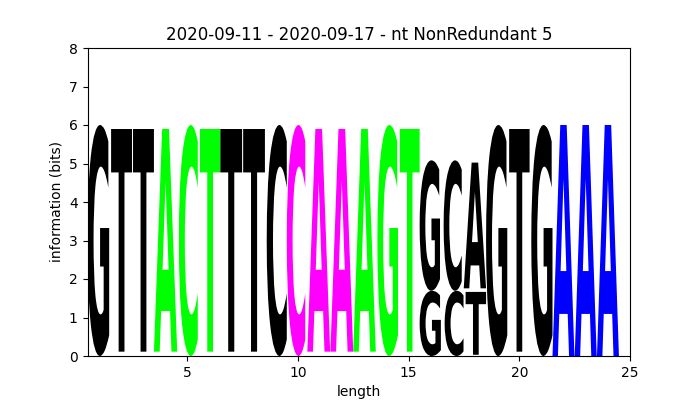 2020-09-11 - 2020-09-17 - nt NonRedundant 5
information (bits)
8
7
6
5
4
3
2
1
0
GTTACTTTCCAAAGTGCAGTGAAA
GCT
5 10 15 20 25
length